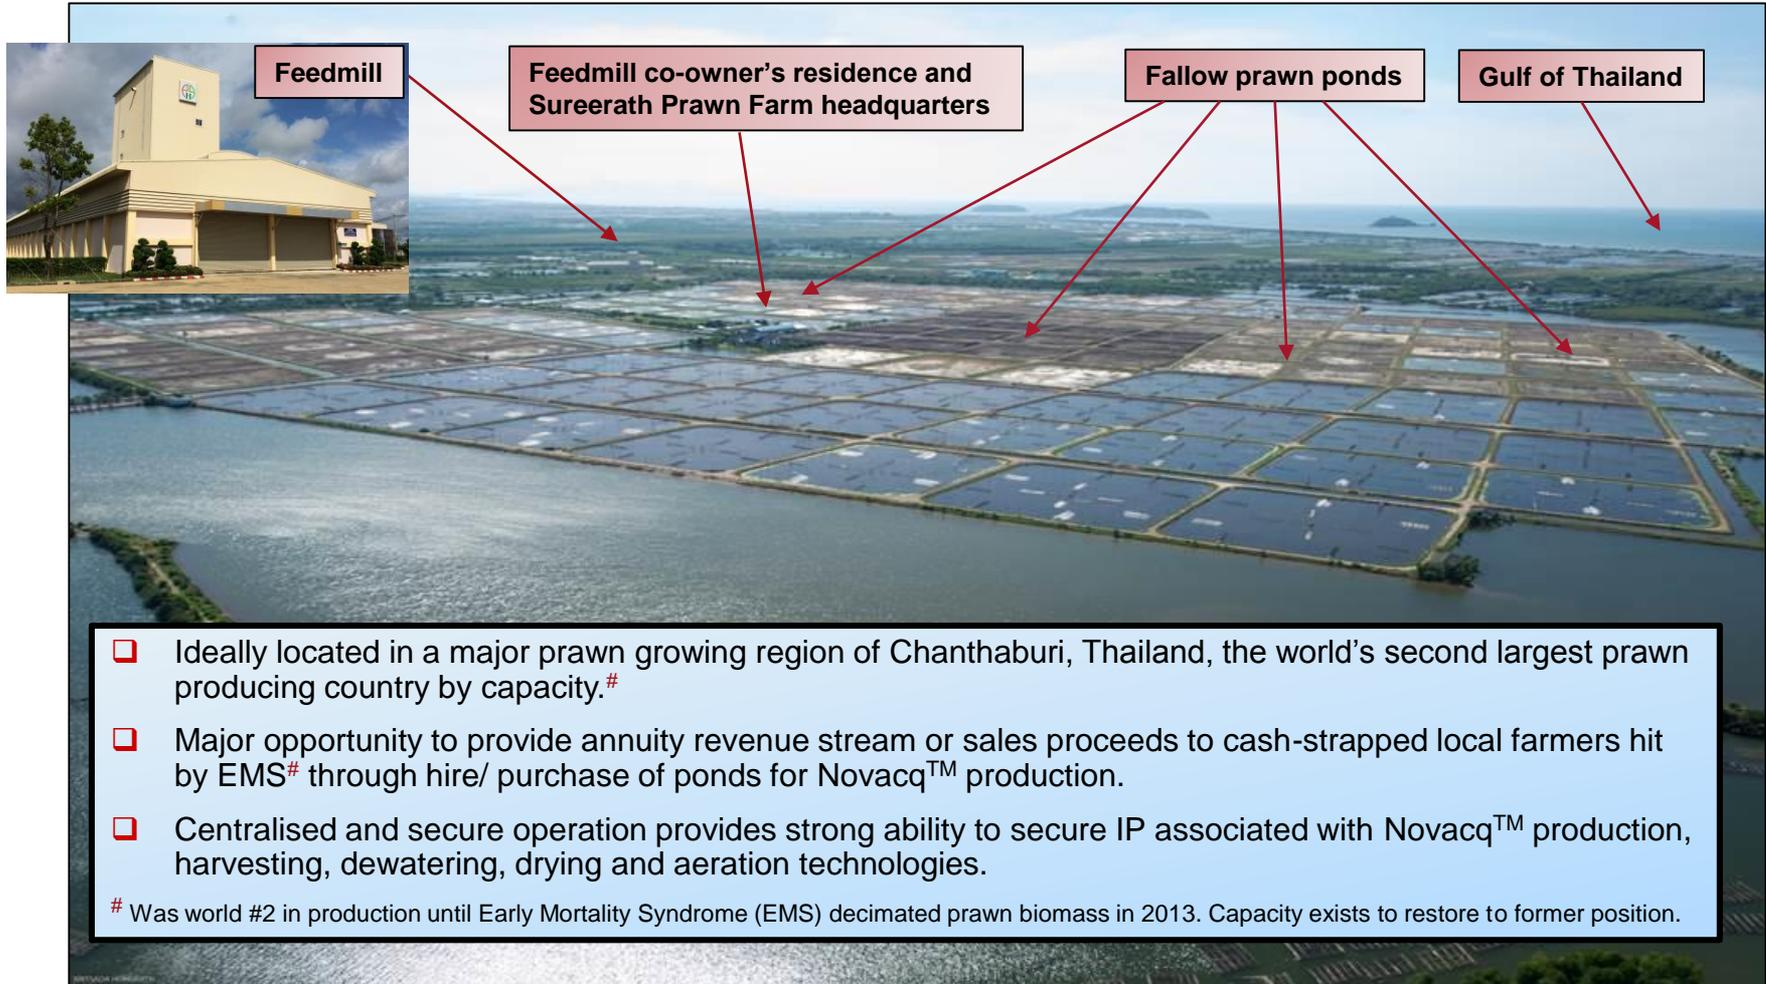 Feedmill
Feedmill co-owner’s residence and
Sureerath Prawn Farm headquarters
Fallow prawn ponds
Gulf of Thailand
❑ Ideally located in a major prawn growing region of Chanthaburi, Thailand, the world’s second largest prawn
producing country by capacity.#
❑ Major opportunity to provide annuity revenue stream or sales proceeds to cash-strapped local farmers hit
by EMS# through hire/ purchase of ponds for Novacq™ production.
❑ Centralised and secure operation provides strong ability to secure IP associated with Novacq™ production,
harvesting, dewatering, drying and aeration technologies.
# Was world #2 in production until Early Mortality Syndrome (EMS) decimated prawn biomass in 2013. Capacity exists to restore to former position.